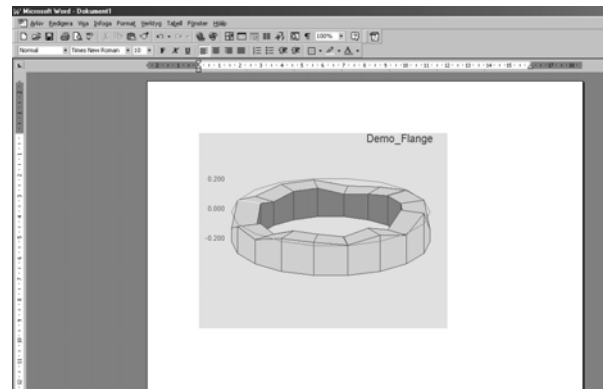 Microsoft Word - Dokument1
Arkiv Redigera Visa Infoga Format Verktyg Tabell Fönster Hjälp
100%
Normal Times New Roman 10 F K U
Demo_Flange
0.200
0.000
-0.200